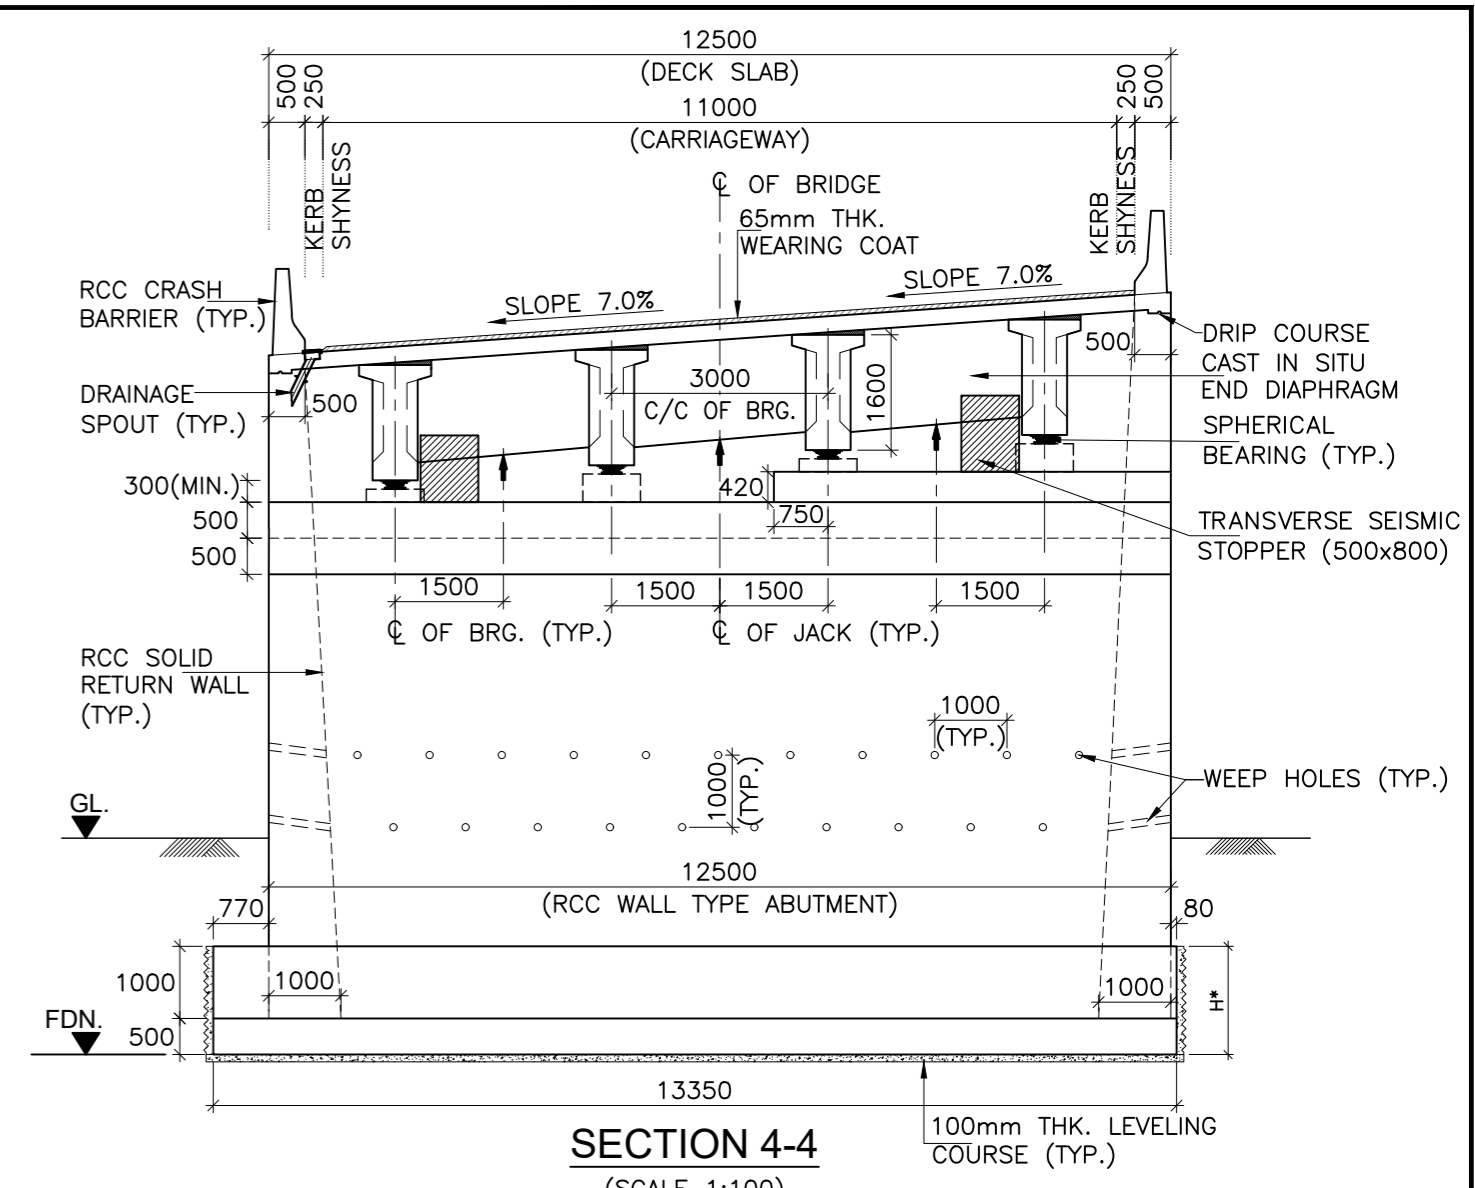 12500
(DECK SLAB)
500
250
250
500
11000
(CARRIAGEWAY)
KERB
SHYNESS
KERB
SHYNESS
℄ OF BRIDGE
65mm THK.
WEARING COAT
SLOPE 7.0%
SLOPE 7.0%
RCC CRASH
BARRIER (TYP.)
DRIP COURSE
500
CAST IN SITU
END DIAPHRAGM
3000
C/C OF BRG.
1600
DRAINAGE
SPOUT (TYP.)
500
SPHERICAL
BEARING (TYP.)
300(MIN.)
420
750
500
500
TRANSVERSE SEISMIC
STOPPER (500x800)
1500
1500
1500
1500
℄ OF BRG. (TYP.)
℄ OF JACK (TYP.)
RCC SOLID
RETURN WALL
(TYP.)
1000
(TYP.)
1000
(TYP.)
WEEP HOLES (TYP.)
GL.
12500
(RCC WALL TYPE ABUTMENT)
770
80
1000
1000
1000
H*
FDN.
500
13350
100mm THK. LEVELING
COURSE (TYP.)
SECTION 4-4
(SCALE 1:100)